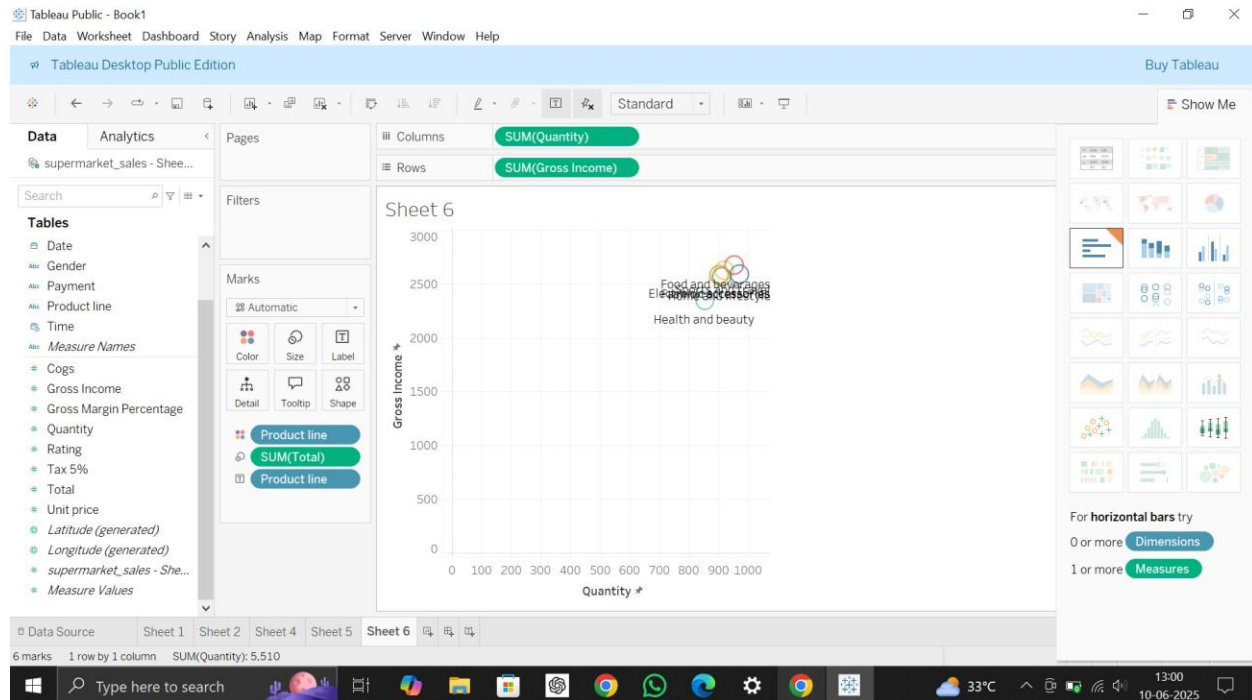 Tableau Public - Book1
File Data Worksheet Dashboard Story Analysis Map Format Server Window Help
Tableau Desktop Public Edition
Buy Tableau
Standard
Show Me
Data
Analytics
supermarket_sales - Shee...
Search
Tables
Date
Abc Gender
Abc Payment
Abc Product line
Time
Abc Measure Names
# Cogs
# Gross Income
# Gross Margin Percentage
# Quantity
# Rating
# Tax 5%
# Total
# Unit price
Latitude (generated)
Longitude (generated)
# supermarket_sales - She...
# Measure Values
Pages
Filters
Marks
Automatic
Color Size Label
Detail Tooltip Shape
Product line
SUM(Total)
Product line
Columns SUM(Quantity)
Rows SUM(Gross Income)
Sheet 6
3000
2500
2000
1500
1000
500
0
Gross Income
Food and beverages
Health and beauty
0 100 200 300 400 500 600 700 800 900 1000
Quantity
For horizontal bars try
0 or more Dimensions
1 or more Measures
Data Source Sheet 1 Sheet 2 Sheet 4 Sheet 5 Sheet 6
6 marks 1 row by 1 column SUM(Quantity): 5,510
Type here to search
33°C
13:00
10-06-2025